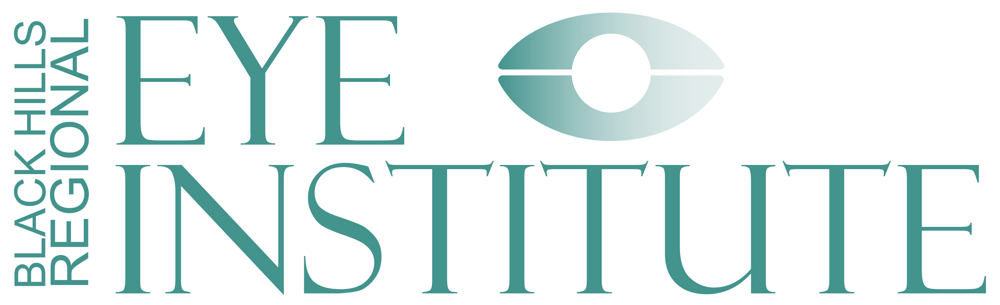 BLACK HILLS
REGIONAL
EYE
INSTITUTE